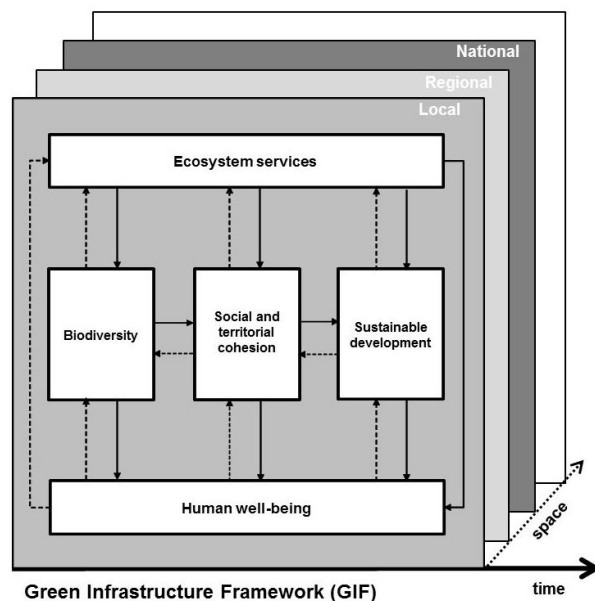 National
Regional
Local
Ecosystem services
Biodiversity
Social and
territorial
cohesion
Sustainable
development
Human well-being
space
time
Green Infrastructure Framework (GIF)